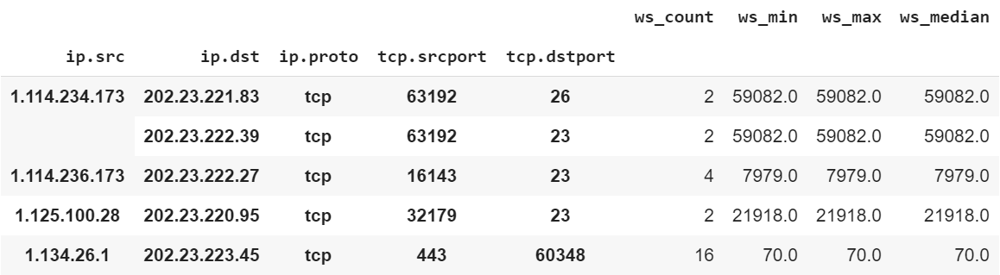 ws_count ws_min ws_max ws_median
ip.src ip.dst ip.proto tcp.srcport tcp.dstport
1.114.234.173 202.23.221.83 tcp 63192 26 2 59082.0 59082.0 59082.0
202.23.222.39 tcp 63192 23 2 59082.0 59082.0 59082.0
1.114.236.173 202.23.222.27 tcp 16143 23 4 7979.0 7979.0 7979.0
1.125.100.28 202.23.220.95 tcp 32179 23 2 21918.0 21918.0 21918.0
1.134.26.1 202.23.223.45 tcp 443 60348 16 70.0 70.0 70.0